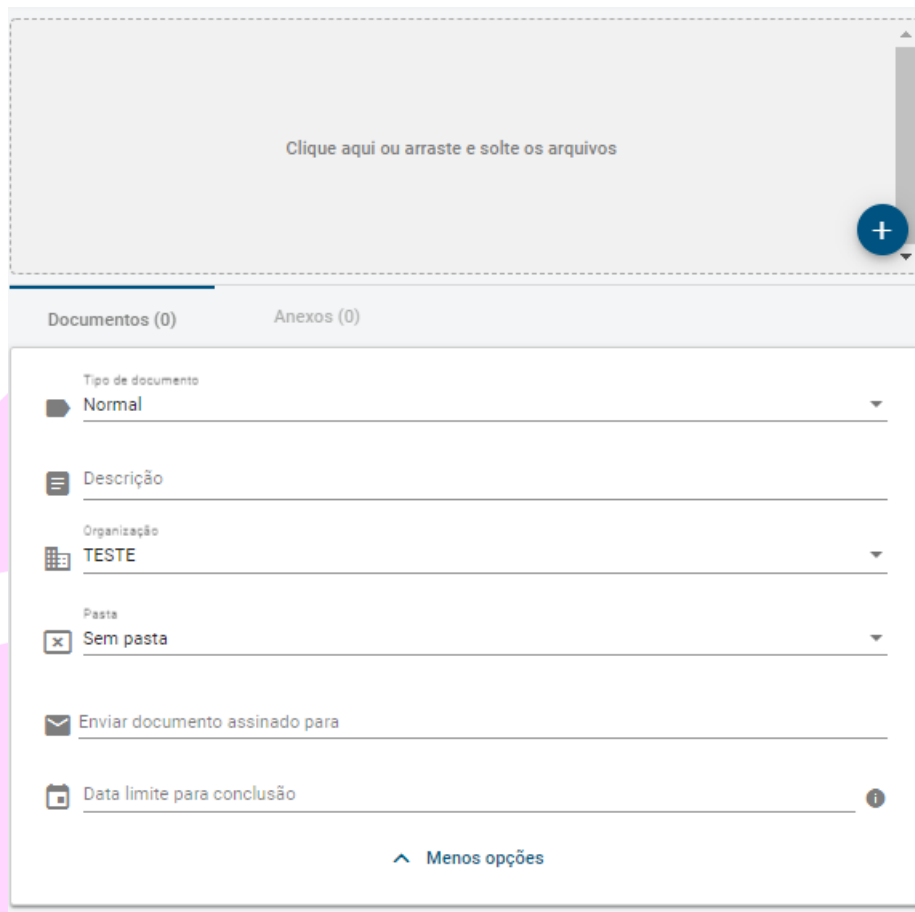 Clique aqui ou arraste e solte os arquivos
Documentos (0)
Anexos (0)
Tipo de documento
Normal
Descrição
Organização
TESTE
Pasta
Sem pasta
Enviar documento assinado para
Data limite para conclusão
Menos opções